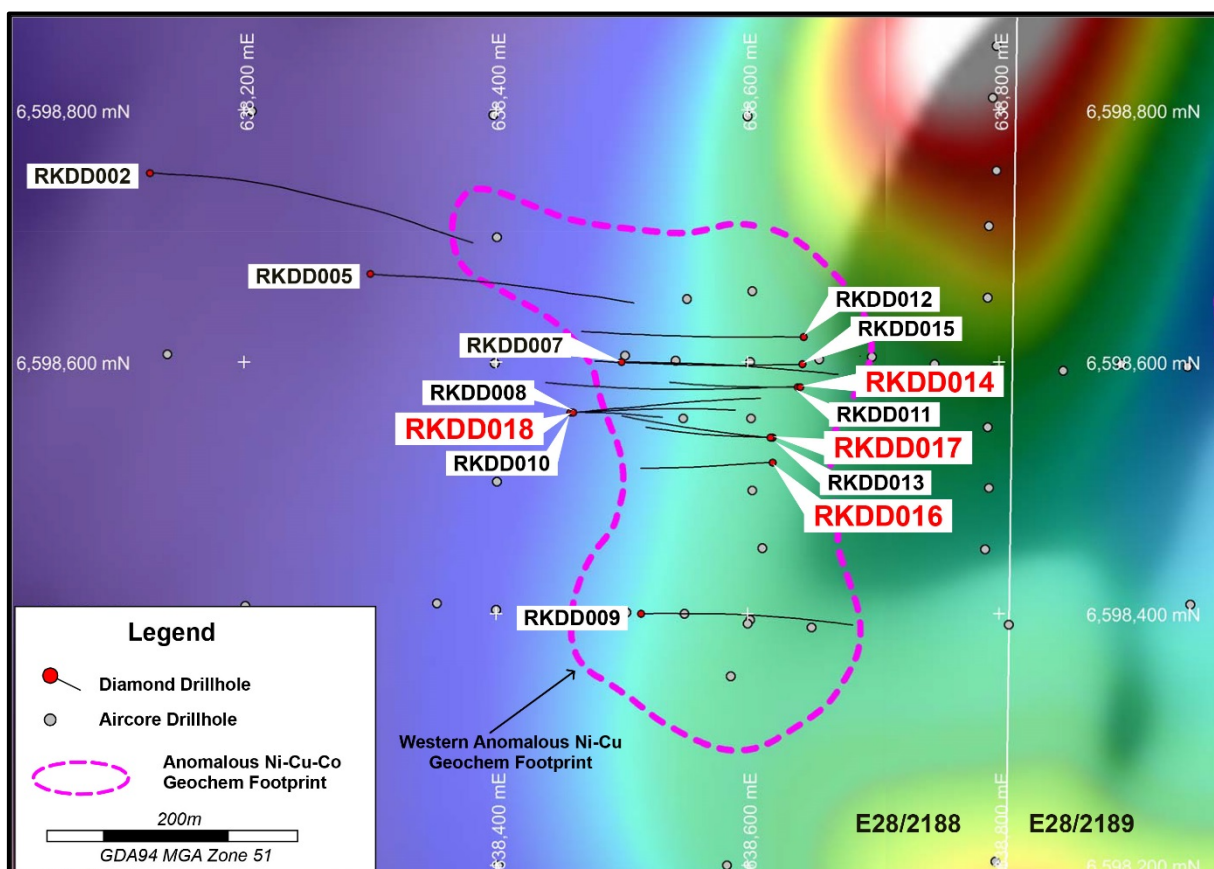 638,200 mE
638,400 mE
638,600 mE
638,800 mE
6,598,800 mN
6,598,800 mN
RKDD002
RKDD005
RKDD012
RKDD015
RKDD007
6,598,600 mN
6,598,600 mN
RKDD014
RKDD008
RKDD011
RKDD018
RKDD017
RKDD010
RKDD013
RKDD016
RKDD009
6,598,400 mN
Western Anomalous Ni-Cu
Geochem Footprint
Legend
Diamond Drillhole
Aircore Drillhole
Anomalous Ni-Cu-Co
Geochem Footprint
200m
GDA94 MGA Zone 51
638,400 mE
638,600 mE
638,800 mE
E28/2188
E28/2189
6,598,200 mN